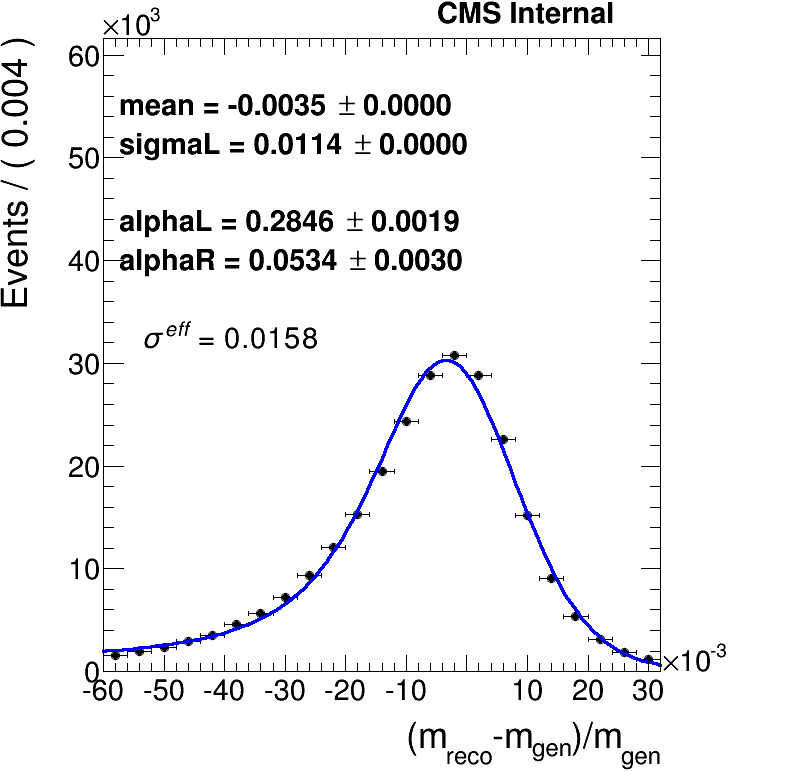 ×10³
CMS Internal
Events / ( 0.004 )
60
50
40
30
20
10
0
mean = -0.0035 ± 0.0000
sigmaL = 0.0114 ± 0.0000
alphaL = 0.2846 ± 0.0019
alphaR = 0.0534 ± 0.0030
σ^eff = 0.0158
×10⁻³
-60 -50 -40 -30 -20 -10 10 20 30
(m_reco-m_gen)/m_gen